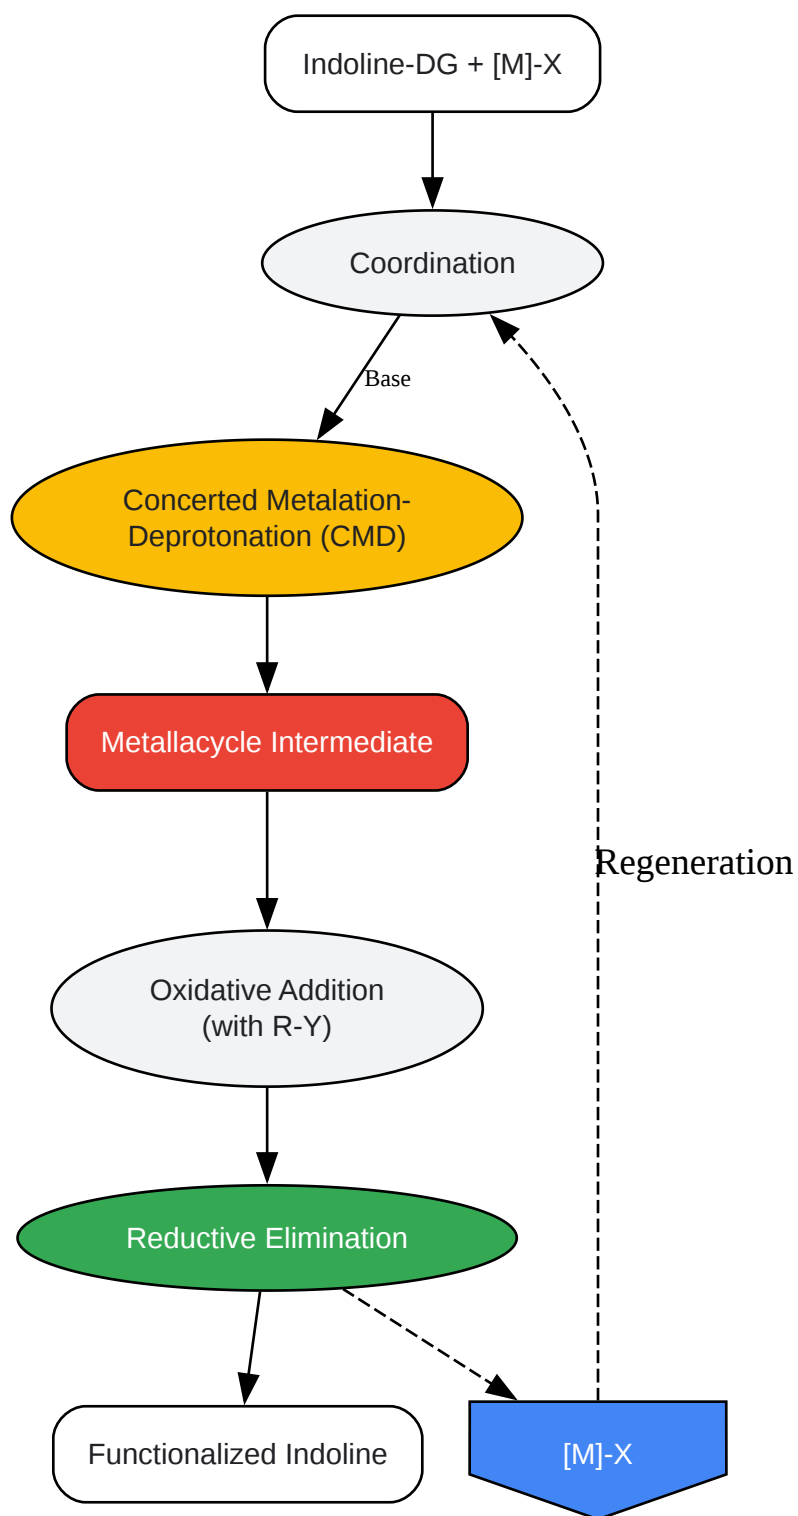 Indoline-DG + [M]-X
Coordination
Base
Concerted Metalation-
Deprotonation (CMD)
Metallacycle Intermediate
Regeneration
Oxidative Addition
(with R-Y)
Reductive Elimination
Functionalized Indoline
[M]-X